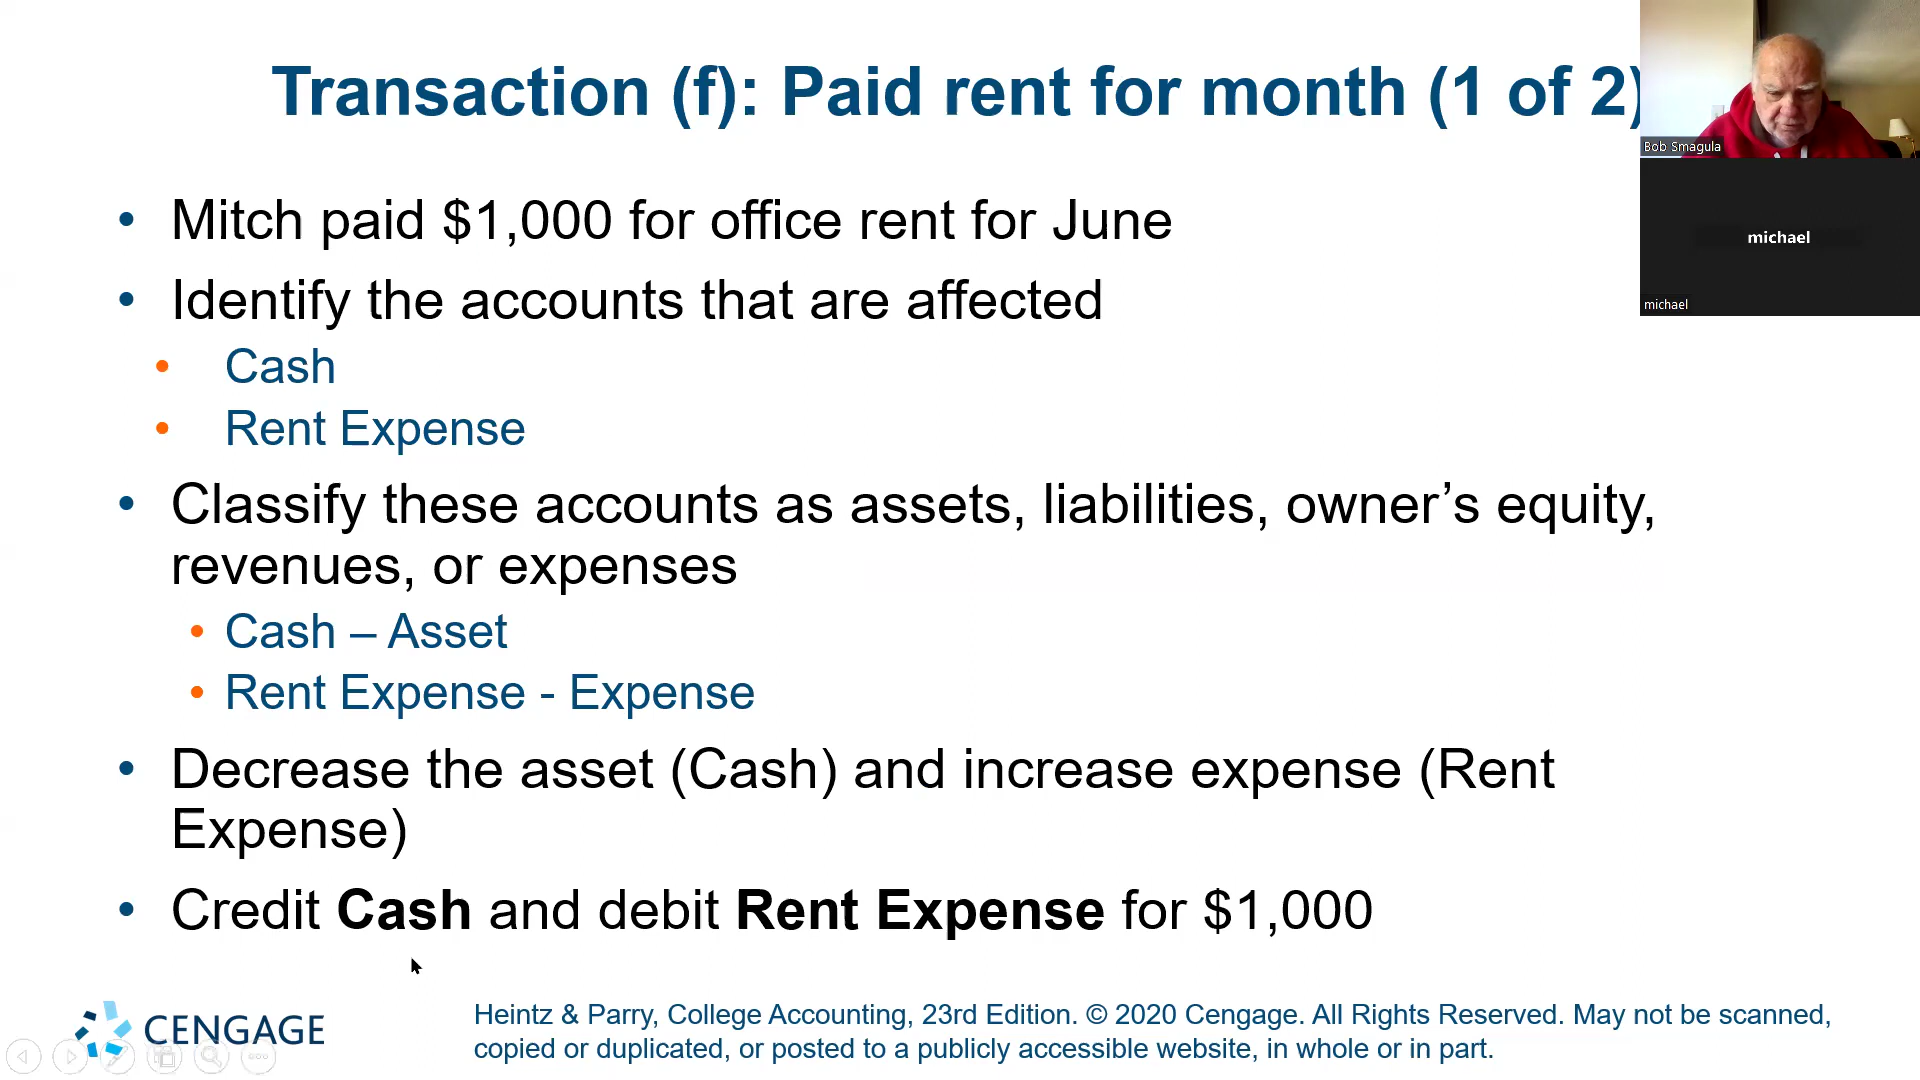 Transaction (f): Paid rent for month (1 of 2)
Bob Smagula
michael
michael
• Mitch paid $1,000 for office rent for June
• Identify the accounts that are affected
• Cash
• Rent Expense
• Classify these accounts as assets, liabilities, owner’s equity,
revenues, or expenses
• Cash – Asset
• Rent Expense - Expense
• Decrease the asset (Cash) and increase expense (Rent
Expense)
• Credit Cash and debit Rent Expense for $1,000
CENGAGE
Heintz & Parry, College Accounting, 23rd Edition. © 2020 Cengage. All Rights Reserved. May not be scanned,
copied or duplicated, or posted to a publicly accessible website, in whole or in part.